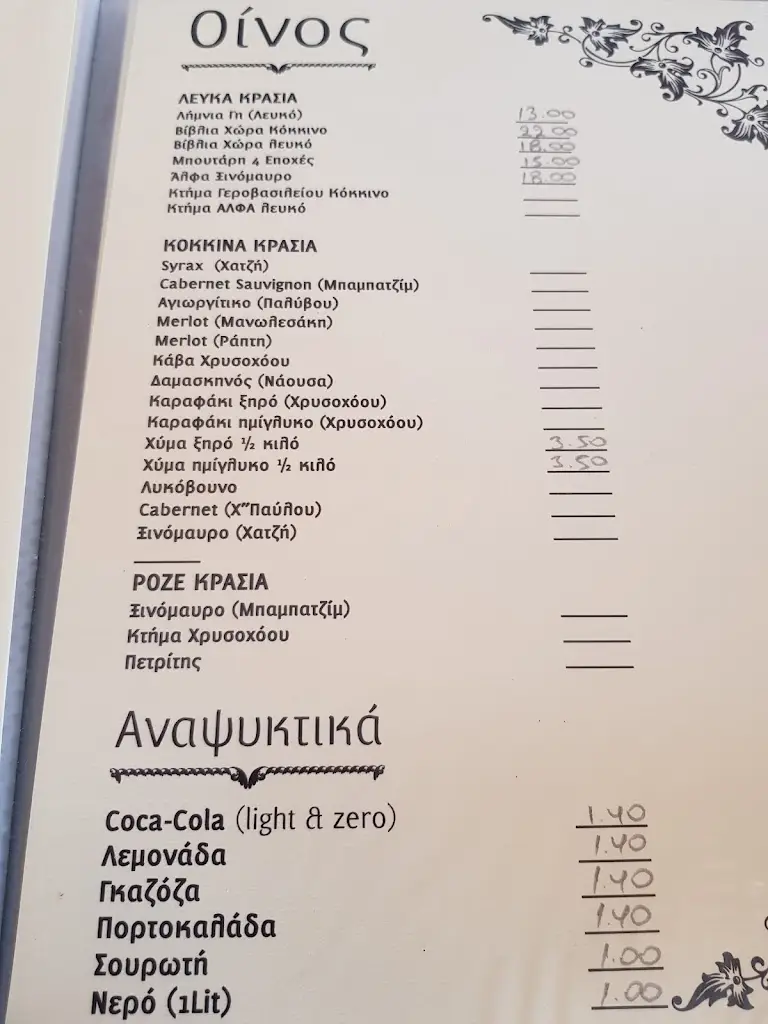 Οίνος
ΛΕΥΚΑ ΚΡΑΣΙΑ
Λήμνια Γη (Λευκό) 13.00
Βίβλια Χώρα Κόκκινο 22.00
Βίβλια Χώρα λευκό 18.00
Μπουτάρη 4 Εποχές 15.00
Άλφα Ξινόμαυρο 18.00
Κτήμα Γεροβασιλείου Κόκκινο
Κτήμα ΑΛΦΑ λευκό
ΚΟΚΚΙΝΑ ΚΡΑΣΙΑ
Syrax (Χατζή)
Cabernet Sauvignon (Μπαμπατζίμ)
Αγιωργίτικο (Παλύβου)
Merlot (Μανωλεσάκη)
Merlot (Ράπτη)
Κάβα Χρυσοχόου
Δαμασκηνός (Νάουσα)
Καραφάκι ξηρό (Χρυσοχόου)
Καραφάκι ημίγλυκο (Χρυσοχόου)
Χύμα ξηρό ½ κιλό 3.50
Χύμα ημίγλυκο ½ κιλό 3.50
Λυκόβουνο
Cabernet (Χ"Παύλου)
Ξινόμαυρο (Χατζή)
ΡΟΖΕ ΚΡΑΣΙΑ
Ξινόμαυρο (Μπαμπατζίμ)
Κτήμα Χρυσοχόου
Πετρίτης
Αναψυκτικά
Coca-Cola (light & zero) 1.40
Λεμονάδα 1.40
Γκαζόζα 1.40
Πορτοκαλάδα 1.40
Σουρωτή 1.00
Νερό (1Lit) 1.00